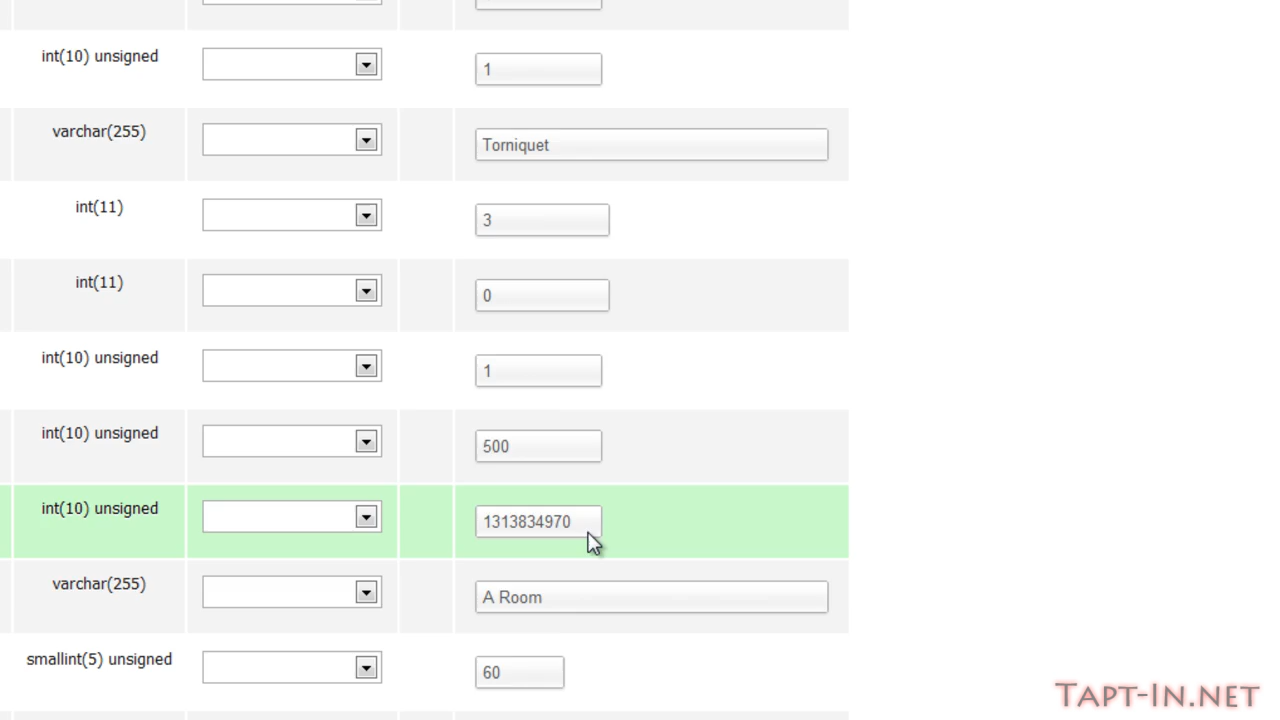 int(10) unsigned 1
varchar(255) Torniquet
int(11) 3
int(11) 0
int(10) unsigned 1
int(10) unsigned 500
int(10) unsigned 1313834970
varchar(255) A Room
smallint(5) unsigned 60
TAPT-IN.NET